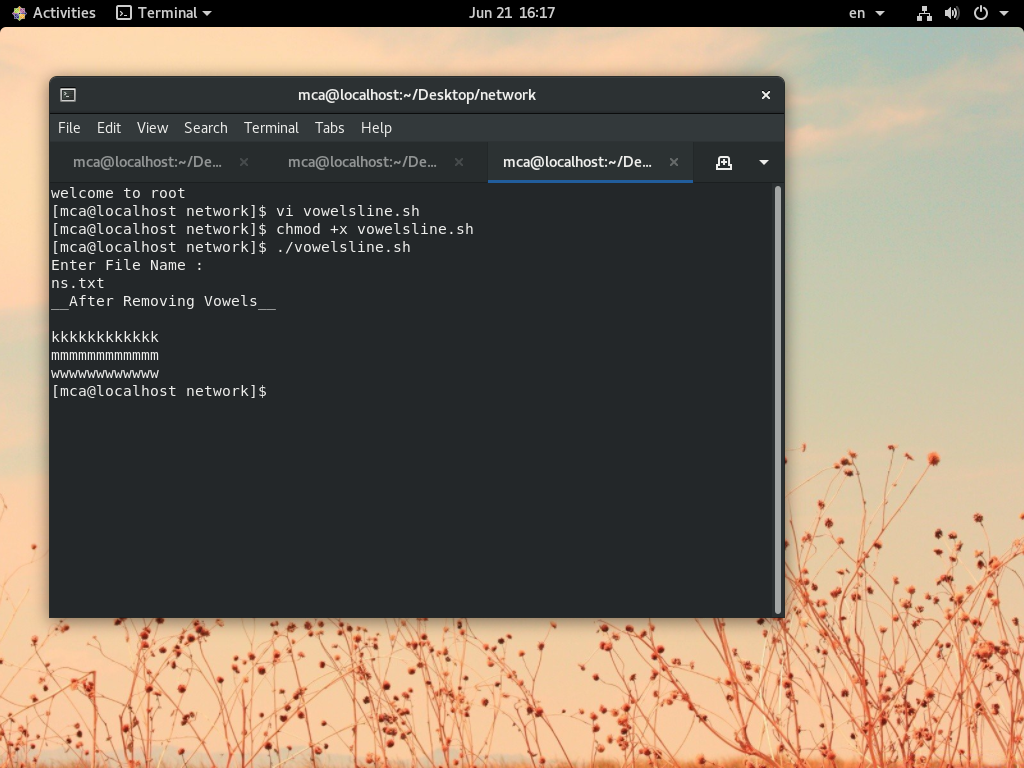 Activities Terminal Jun 21 16:17 en
mca@localhost:~/Desktop/network
File Edit View Search Terminal Tabs Help
mca@localhost:~/De... mca@localhost:~/De... mca@localhost:~/De...
welcome to root
[mca@localhost network]$ vi vowelsline.sh
[mca@localhost network]$ chmod +x vowelsline.sh
[mca@localhost network]$ ./vowelsline.sh
Enter File Name :
ns.txt
__After Removing Vowels__
kkkkkkkkkkkk
mmmmmmmmmmmm
wwwwwwwwwwww
[mca@localhost network]$